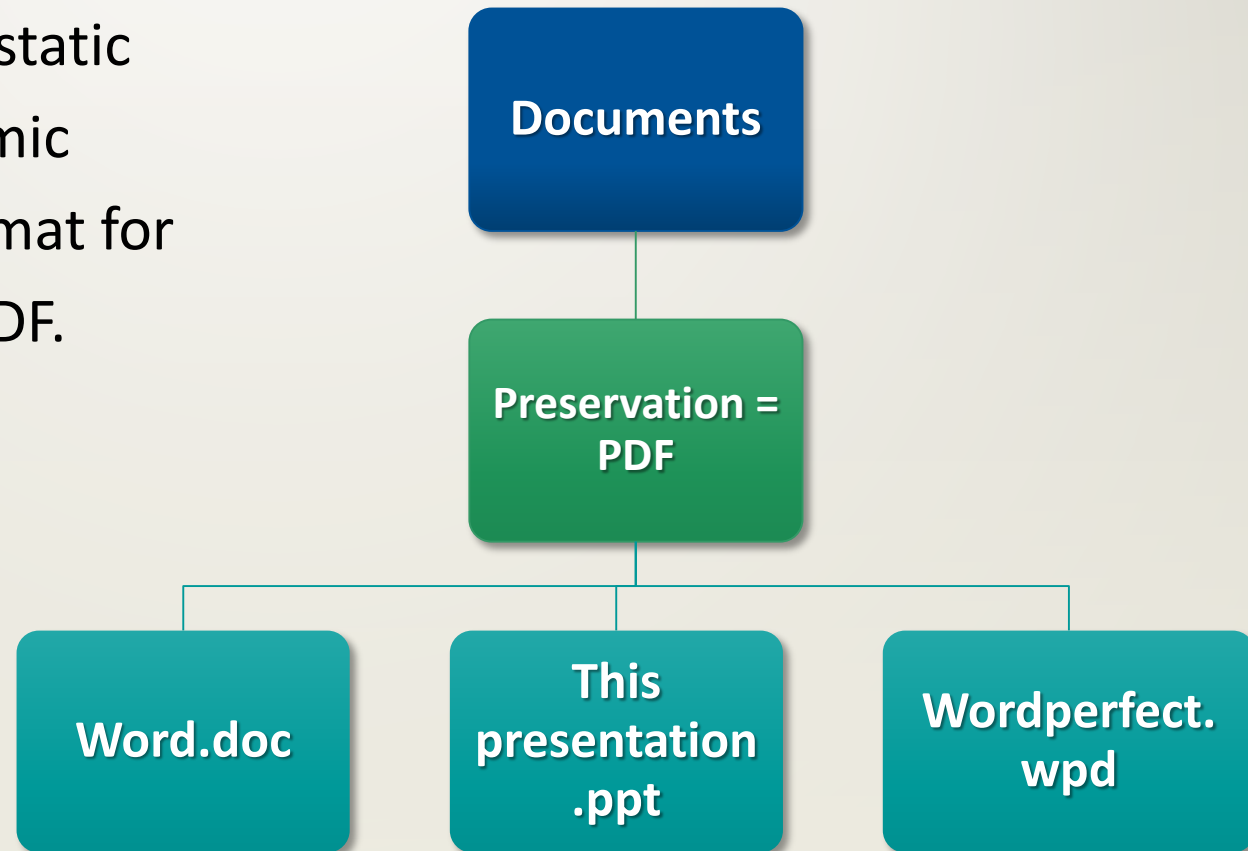 static
mic
mat for
DF.
Documents
Preservation =
PDF
Word.doc
This
presentation
.ppt
Wordperfect.
wpd